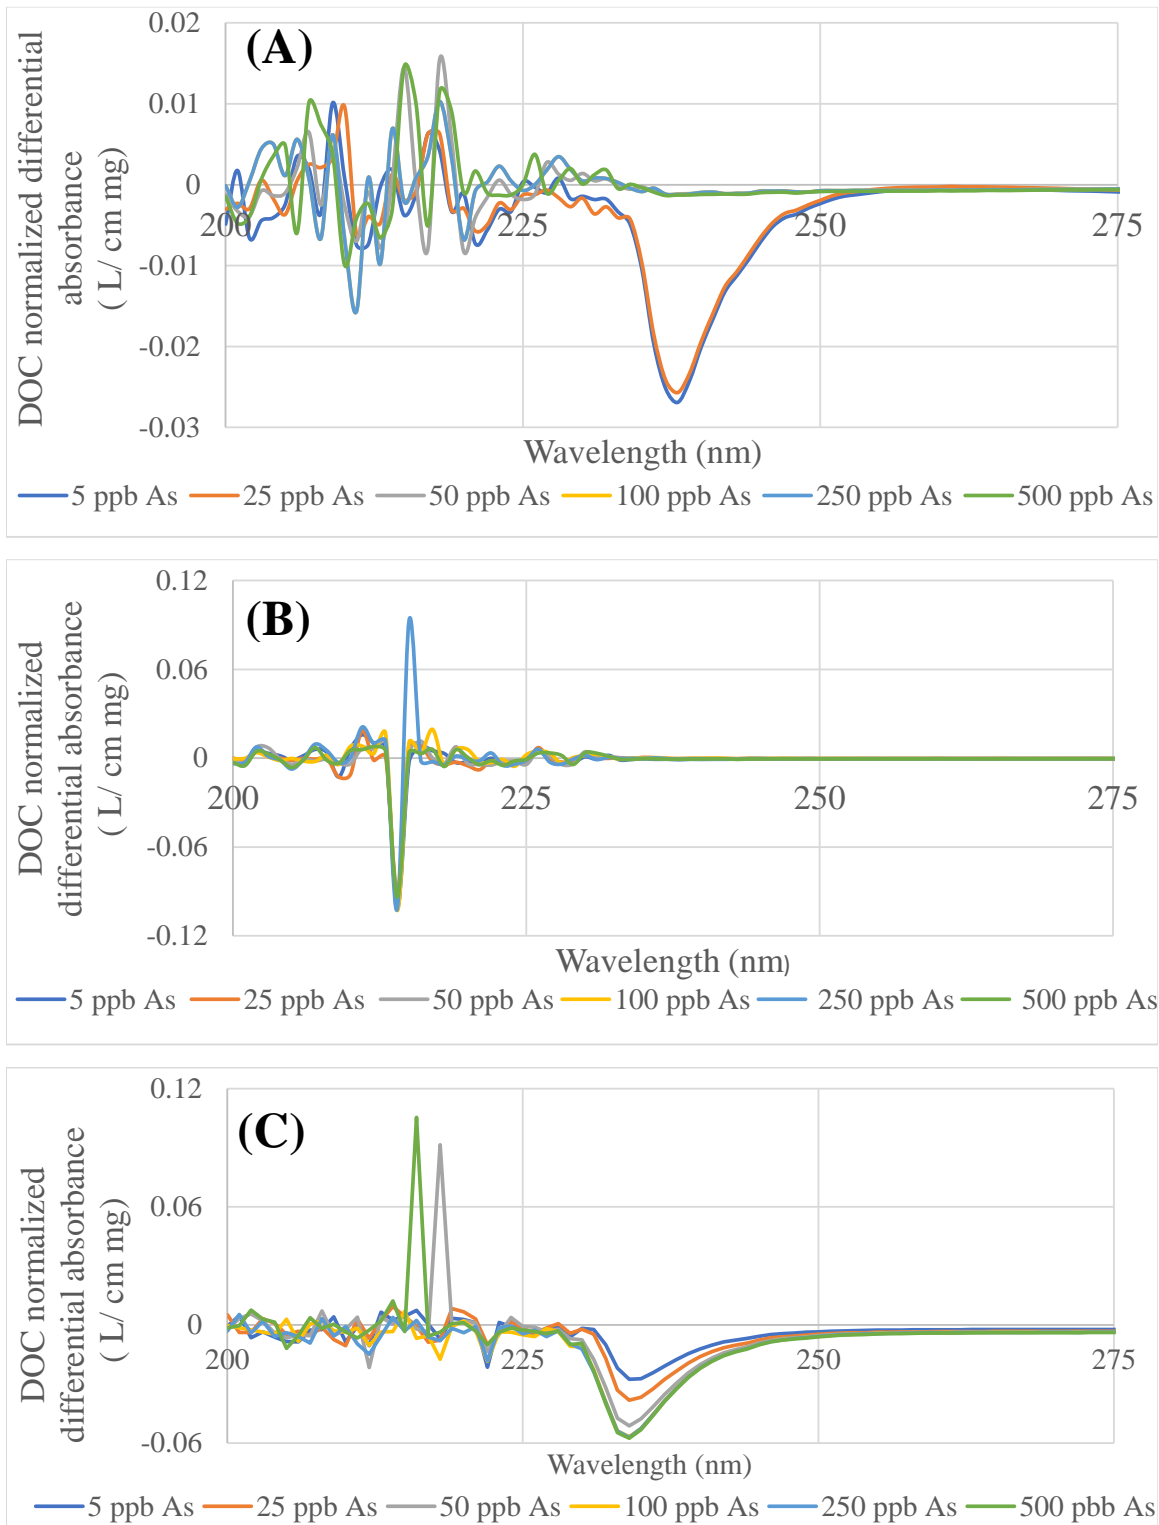 (A)
DOC normalized differential
absorbance
( L/ cm mg)
0.02
0.01
0
-0.01
-0.02
-0.03
200
225
250
275
Wavelength (nm)
5 ppb As
25 ppb As
50 ppb As
100 ppb As
250 ppb As
500 ppb As
(B)
DOC normalized
differential absorbance
( L/ cm mg)
0.12
0.06
0
-0.06
-0.12
200
225
250
275
Wavelength (nm)
5 ppb As
25 ppb As
50 ppb As
100 ppb As
250 ppb As
500 ppb As
(C)
DOC normalized
differential absorbance
( L/ cm mg)
0.12
0.06
0
-0.06
200
225
250
275
Wavelength (nm)
5 ppb As
25 ppb As
50 ppb As
100 ppb As
250 ppb As
500 pbb As